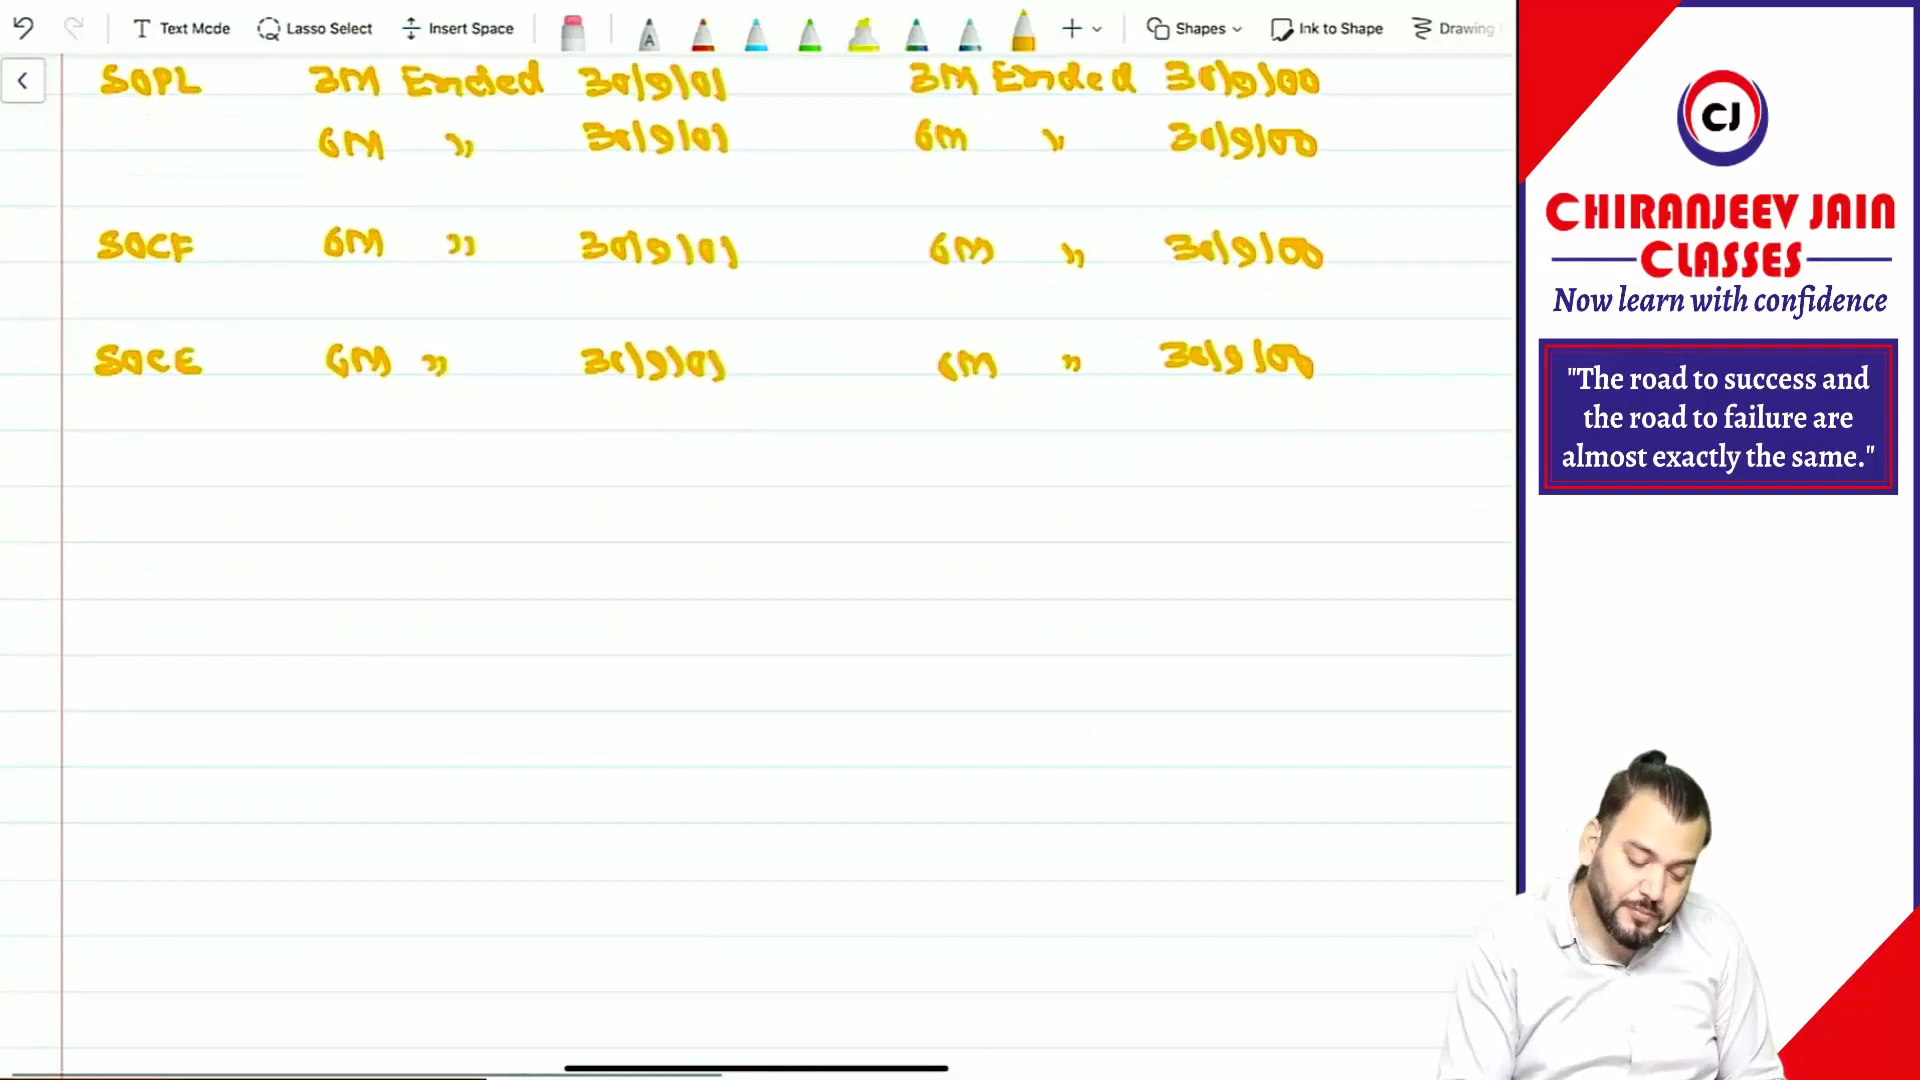 Text Mode Lasso Select Insert Space A Shapes Ink to Shape Drawing
SOPL 3M Ended 30/9/01 3M Ended 30/9/00
6M " 30/9/01 6M " 30/9/00
SOCF 6M " 30/9/01 6M " 30/9/00
SOCE 6M " 30/9/01 6M " 30/9/00
CJ
CHIRANJEEV JAIN
CLASSES
Now learn with confidence
"The road to success and
the road to failure are
almost exactly the same."